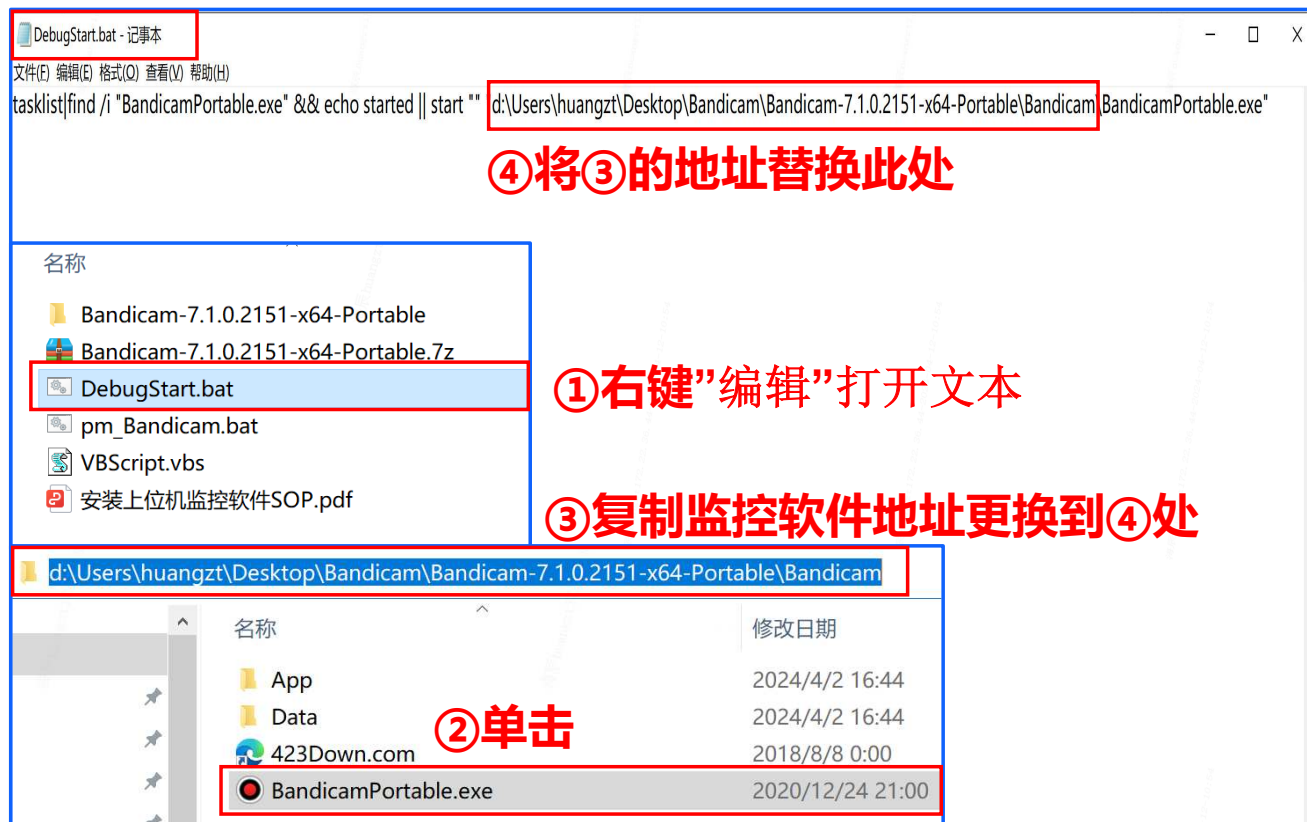 DebugStart.bat - 记事本
文件(F) 编辑(E) 格式(O) 查看(V) 帮助(H)
tasklist|find /i "BandicamPortable.exe" && echo started || start "" "d:\Users\huangzt\Desktop\Bandicam\Bandicam-7.1.0.2151-x64-Portable\Bandicam\BandicamPortable.exe"
④将③的地址替换此处
名称
Bandicam-7.1.0.2151-x64-Portable
Bandicam-7.1.0.2151-x64-Portable.7z
DebugStart.bat
①右键”编辑”打开文本
pm_Bandicam.bat
VBScript.vbs
安装上位机监控软件SOP.pdf
③复制监控软件地址更换到④处
d:\Users\huangzt\Desktop\Bandicam\Bandicam-7.1.0.2151-x64-Portable\Bandicam
名称 修改日期
App 2024/4/2 16:44
Data 2024/4/2 16:44
②单击
423Down.com 2018/8/8 0:00
BandicamPortable.exe 2020/12/24 21:00